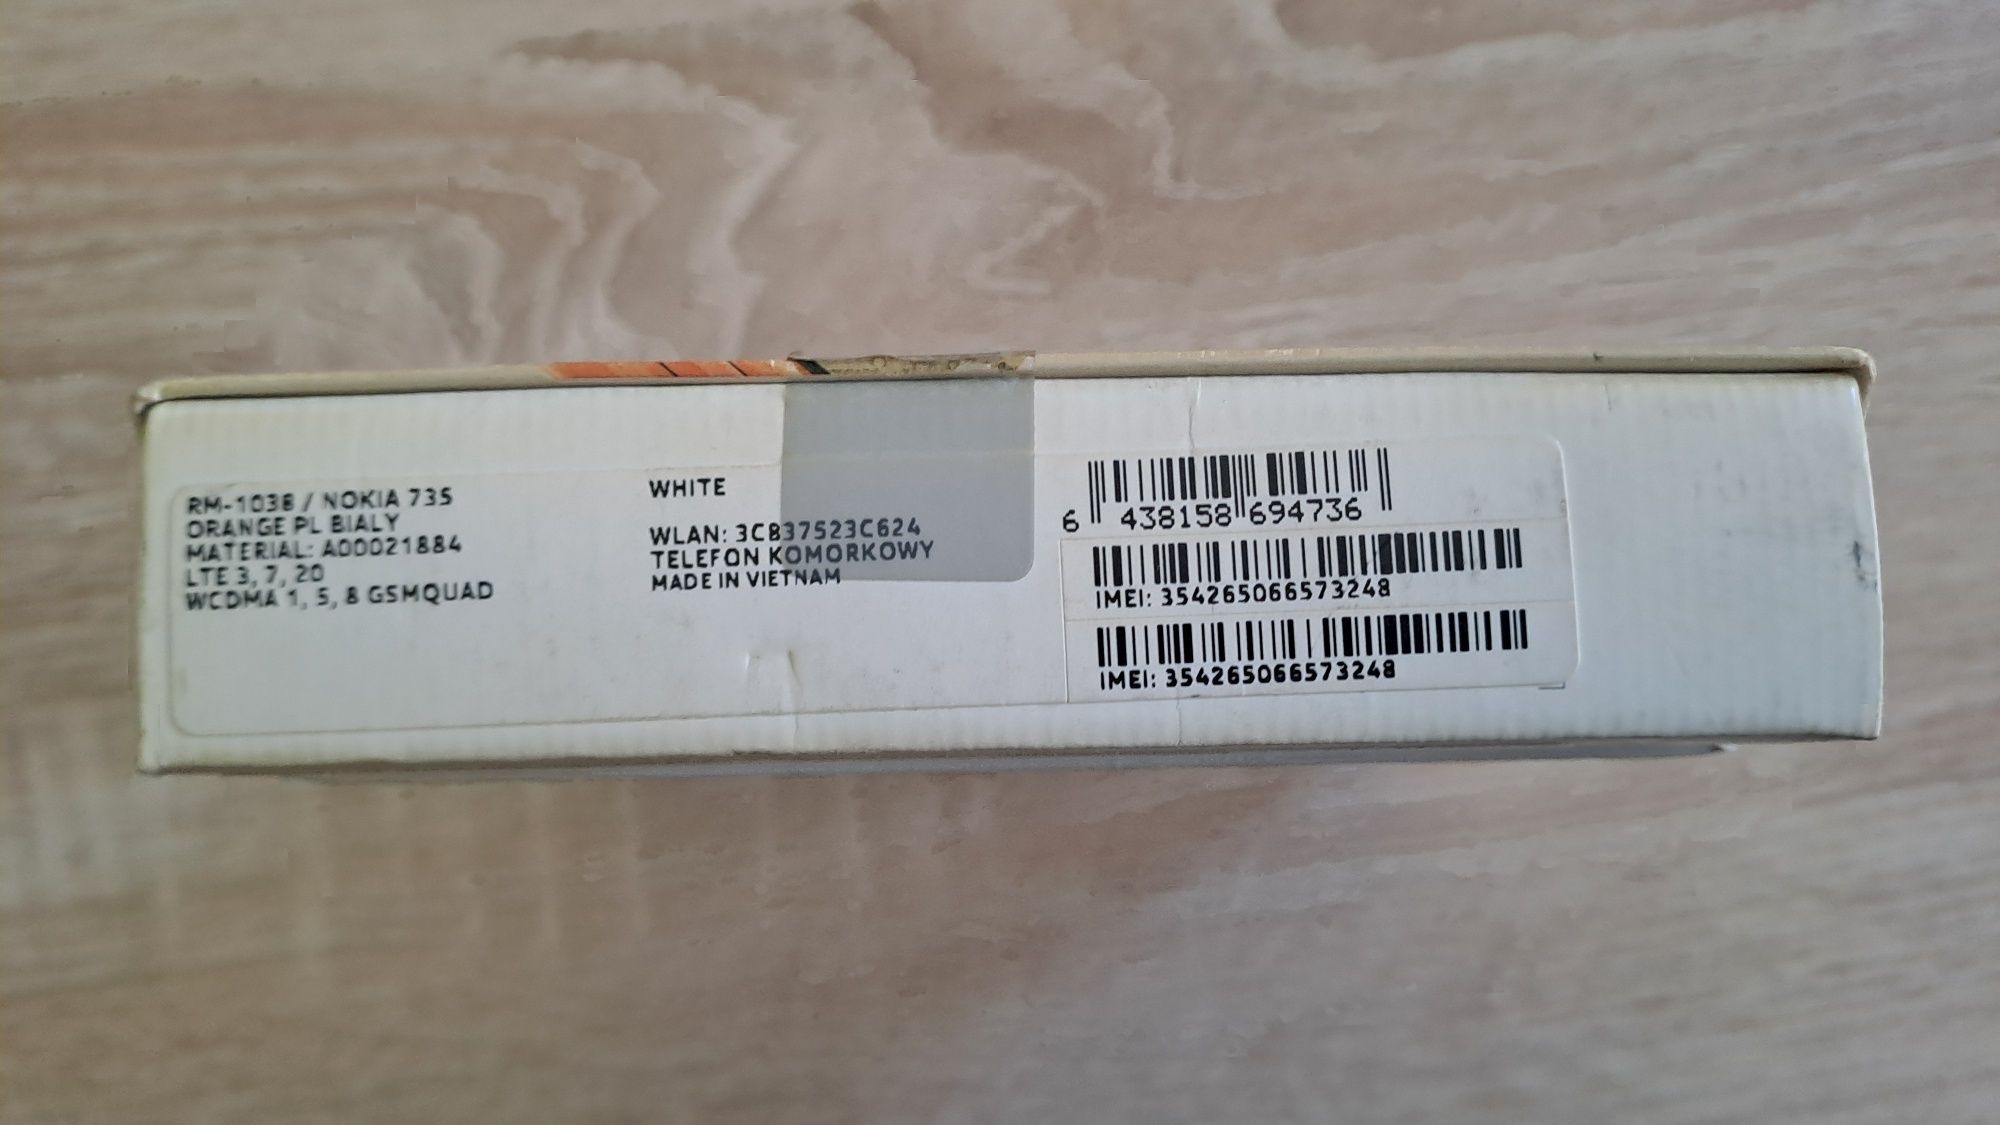 RM-1038 / NOKIA 735
ORANGE PL BIALY
MATERIAL: A00021884
LTE 3, 7, 20
WCDMA 1, 5, 8 GSMQUAD
WHITE
WLAN: 3CB37523C624
TELEFON KOMORKOWY
MADE IN VIETNAM
6 438158 694736
IMEI: 354265066573248
IMEI: 354265066573248